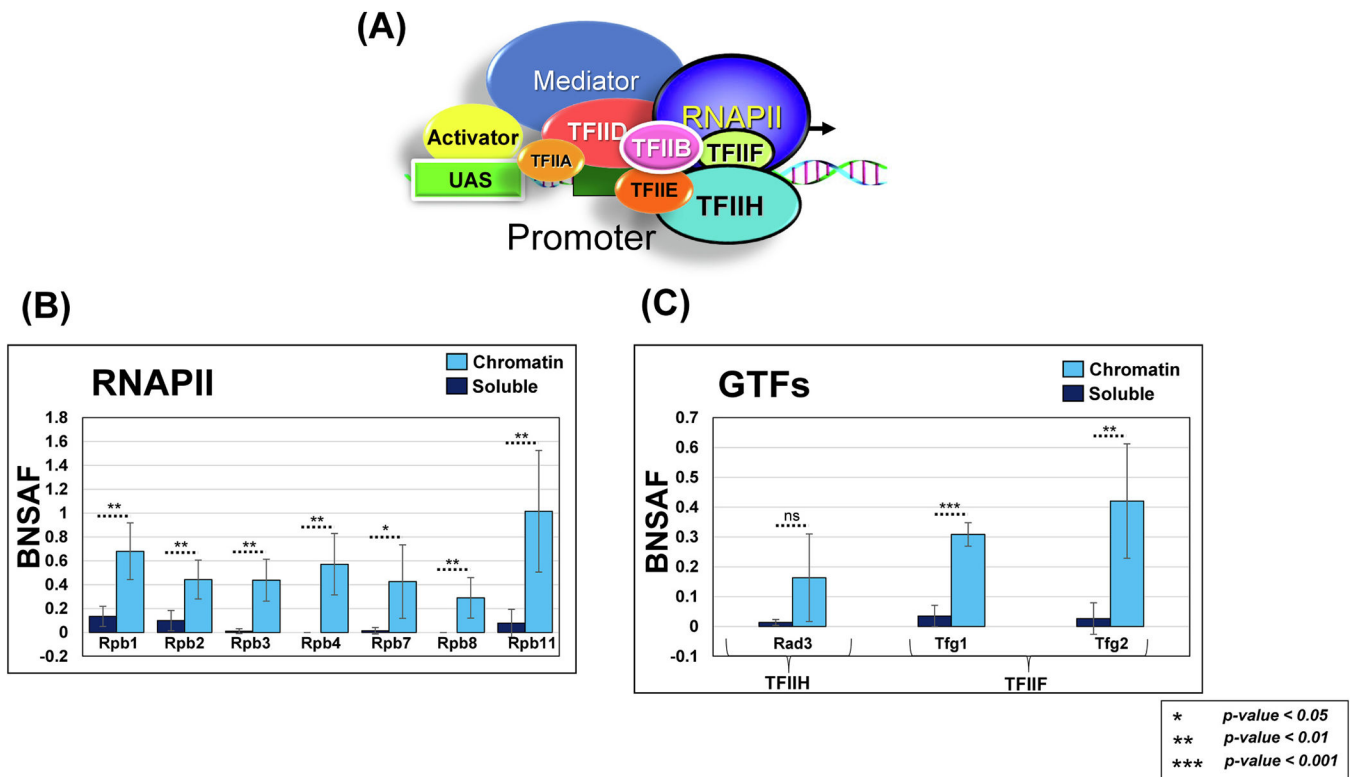 (A)
Mediator
RNAPII
Activator
TFIID
TFIIB
TFIIF
TFIIA
UAS
TFIIE
TFIIH
Promoter
(B)
RNAPII
Chromatin
Soluble
BNSAF
1.8
1.6
1.4
1.2
1
0.8
0.6
0.4
0.2
0
-0.2
** ** ** ** * ** **
Rpb1 Rpb2 Rpb3 Rpb4 Rpb7 Rpb8 Rpb11
(C)
GTFs
Chromatin
Soluble
BNSAF
0.7
0.6
0.5
0.4
0.3
0.2
0.1
0
-0.1
ns *** **
Rad3 Tfg1 Tfg2
TFIIH TFIIF
* p-value < 0.05
** p-value < 0.01
*** p-value < 0.001